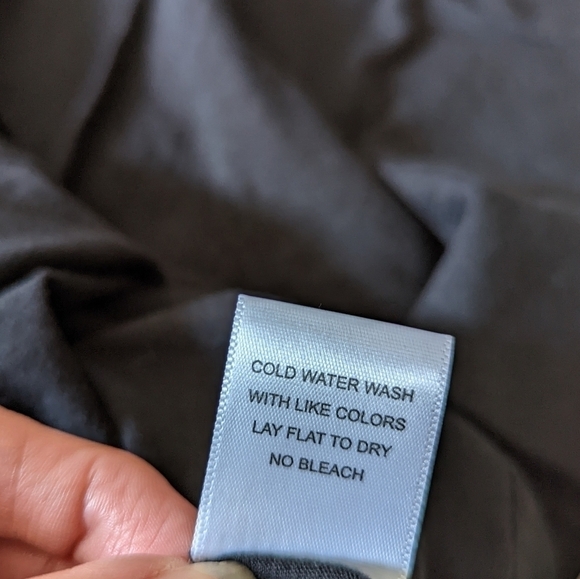 COLD WATER WASH
WITH LIKE COLORS
LAY FLAT TO DRY
NO BLEACH